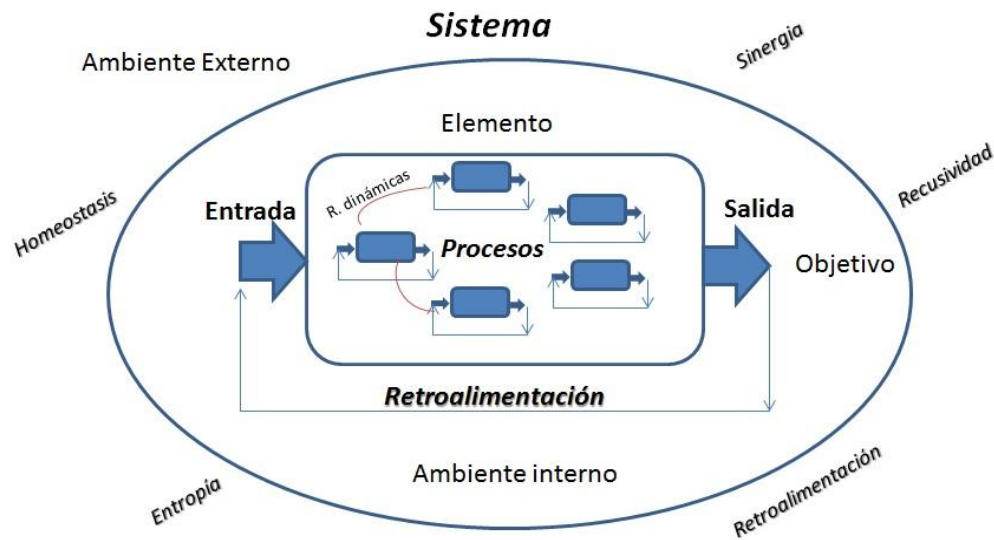 Sistema
Ambiente Externo
Sinergia
Elemento
Homeostasis
Recusividad
R. dinámicas
Entrada
Salida
Procesos
Objetivo
Retroalimentación
Ambiente interno
Entropía
Retroalimentación